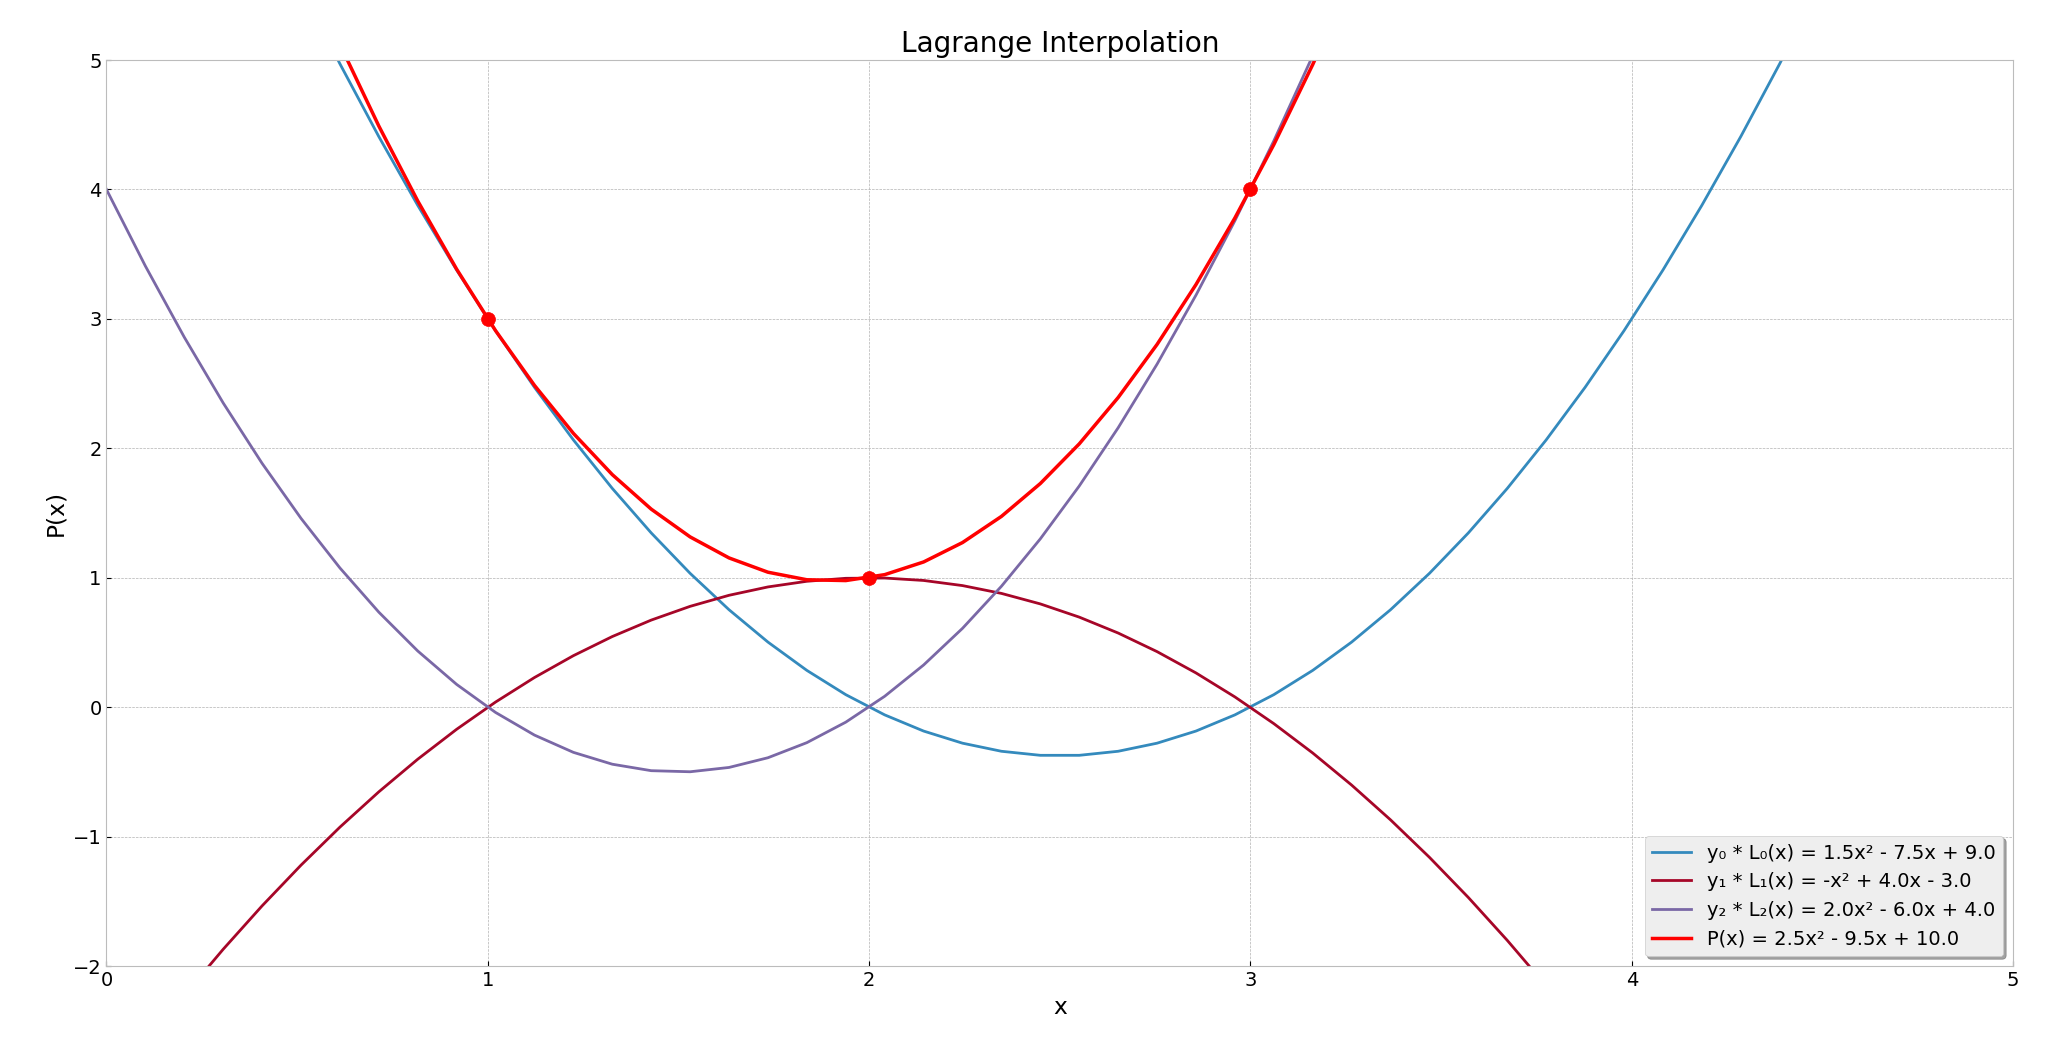 Lagrange Interpolation
5
4
3
2
1
0
−1
−2
P(x)
0 1 2 3 4 5
x
y₀ * L₀(x) = 1.5x² - 7.5x + 9.0
y₁ * L₁(x) = -x² + 4.0x - 3.0
y₂ * L₂(x) = 2.0x² - 6.0x + 4.0
P(x) = 2.5x² - 9.5x + 10.0